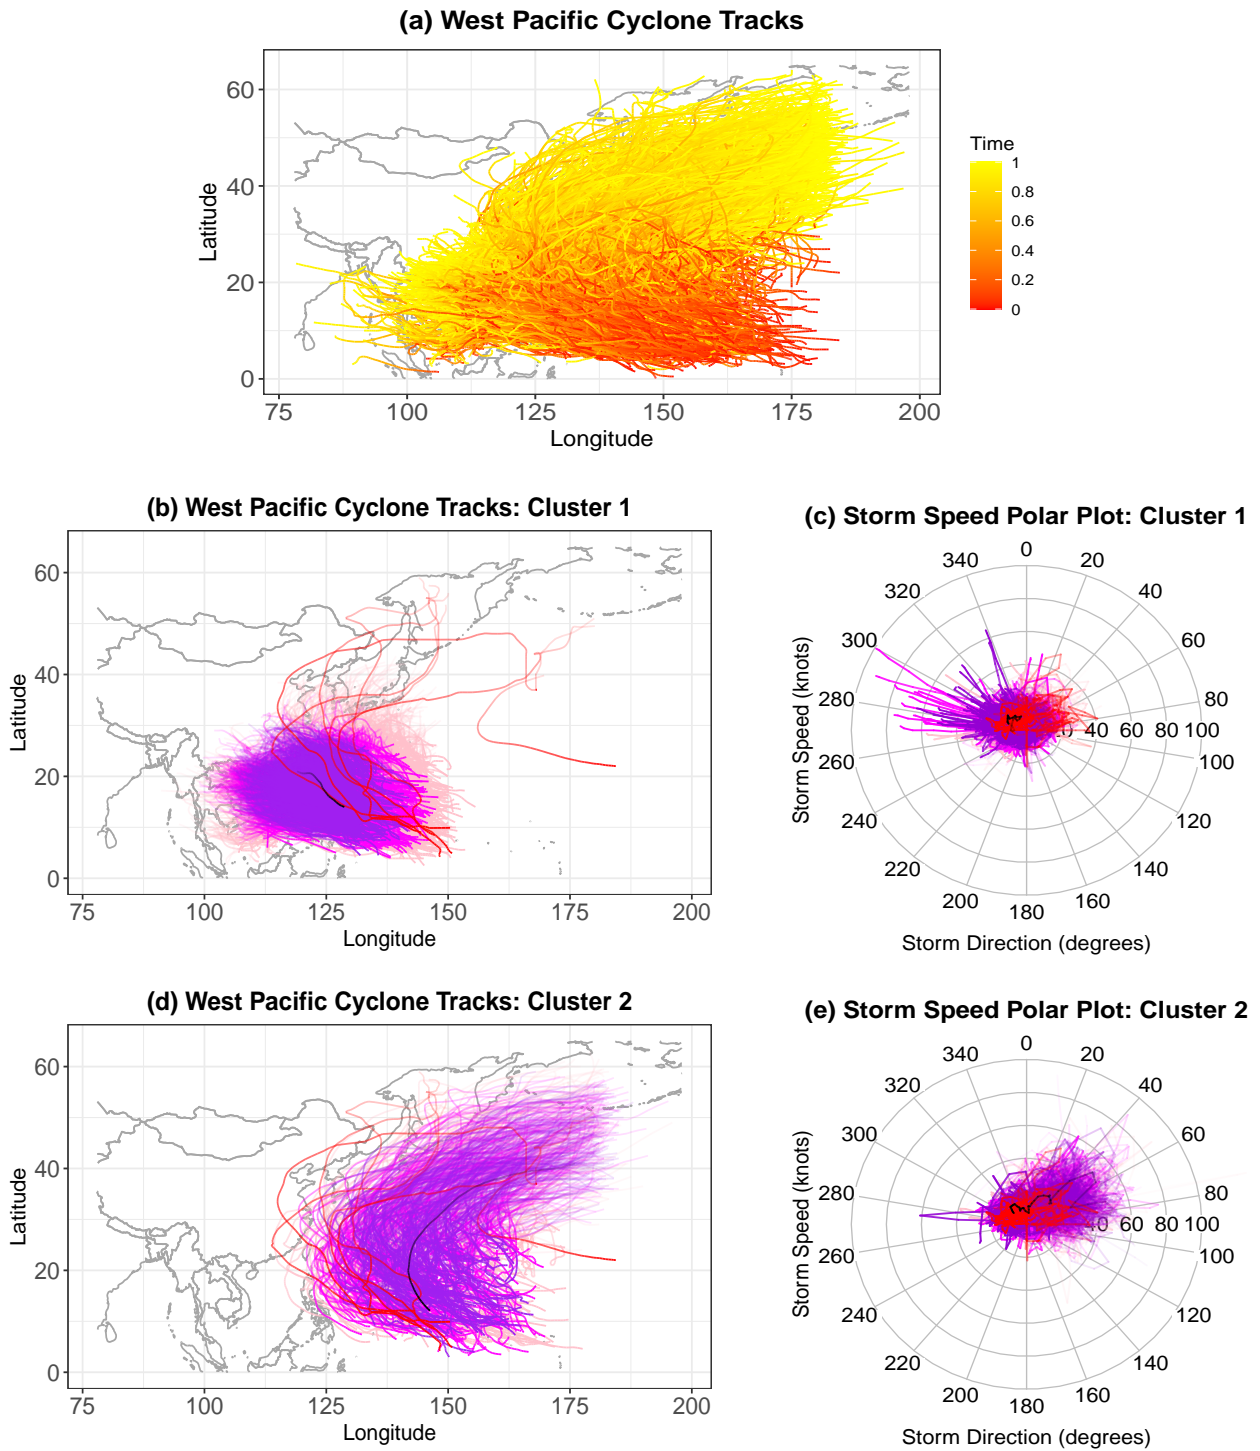 (a) West Pacific Cyclone Tracks
60
40
20
0
Latitude
75 100 125 150 175 200
Longitude
Time
1
0.8
0.6
0.4
0.2
0
(b) West Pacific Cyclone Tracks: Cluster 1
60
40
20
0
Latitude
75 100 125 150 175 200
Longitude
(c) Storm Speed Polar Plot: Cluster 1
0
20
40
60
80
100
120
140
160
180
200
220
240
260
280
300
320
340
40 60 80 100
Storm Speed (knots)
Storm Direction (degrees)
(d) West Pacific Cyclone Tracks: Cluster 2
60
40
20
0
Latitude
75 100 125 150 175 200
Longitude
(e) Storm Speed Polar Plot: Cluster 2
0
20
40
60
80
100
120
140
160
180
200
220
240
260
280
300
320
340
60 80 100
Storm Speed (knots)
Storm Direction (degrees)